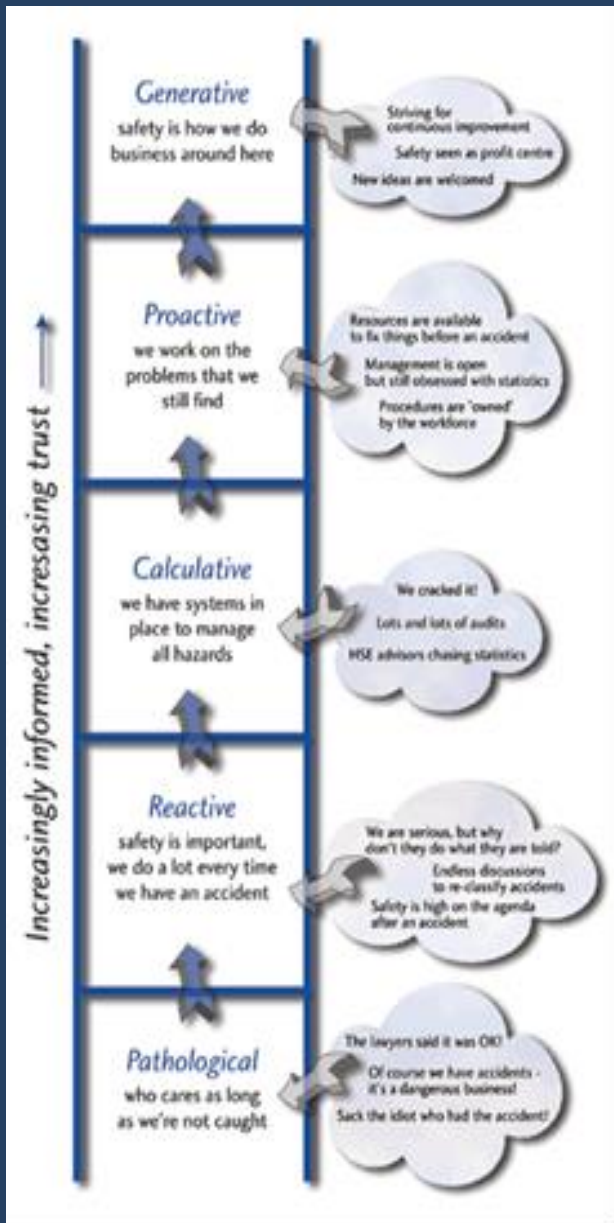 Generative
safety is how we do
business around here
Striving for
continuous improvement
Safety seen as profit centre
New ideas are welcomed
Proactive
we work on the
problems that we
still find
Resources are available
to fix things before an accident
Management is open
but still obsessed with statistics
Procedures are 'owned'
by the workforce
Calculative
we have systems in
place to manage
all hazards
We cracked it!
Lots and lots of audits
HSE advisors chasing statistics
Reactive
safety is important,
we do a lot every time
we have an accident
We are serious, but why
don't they do what they are told?
Endless discussions
to re-classify accidents
Safety is high on the agenda
after an accident
Pathological
who cares as long
as we're not caught
The lawyers said it was OK!
Of course we have accidents -
it's a dangerous business!
Sack the idiot who had the accident!
Increasingly informed, incresasing trust